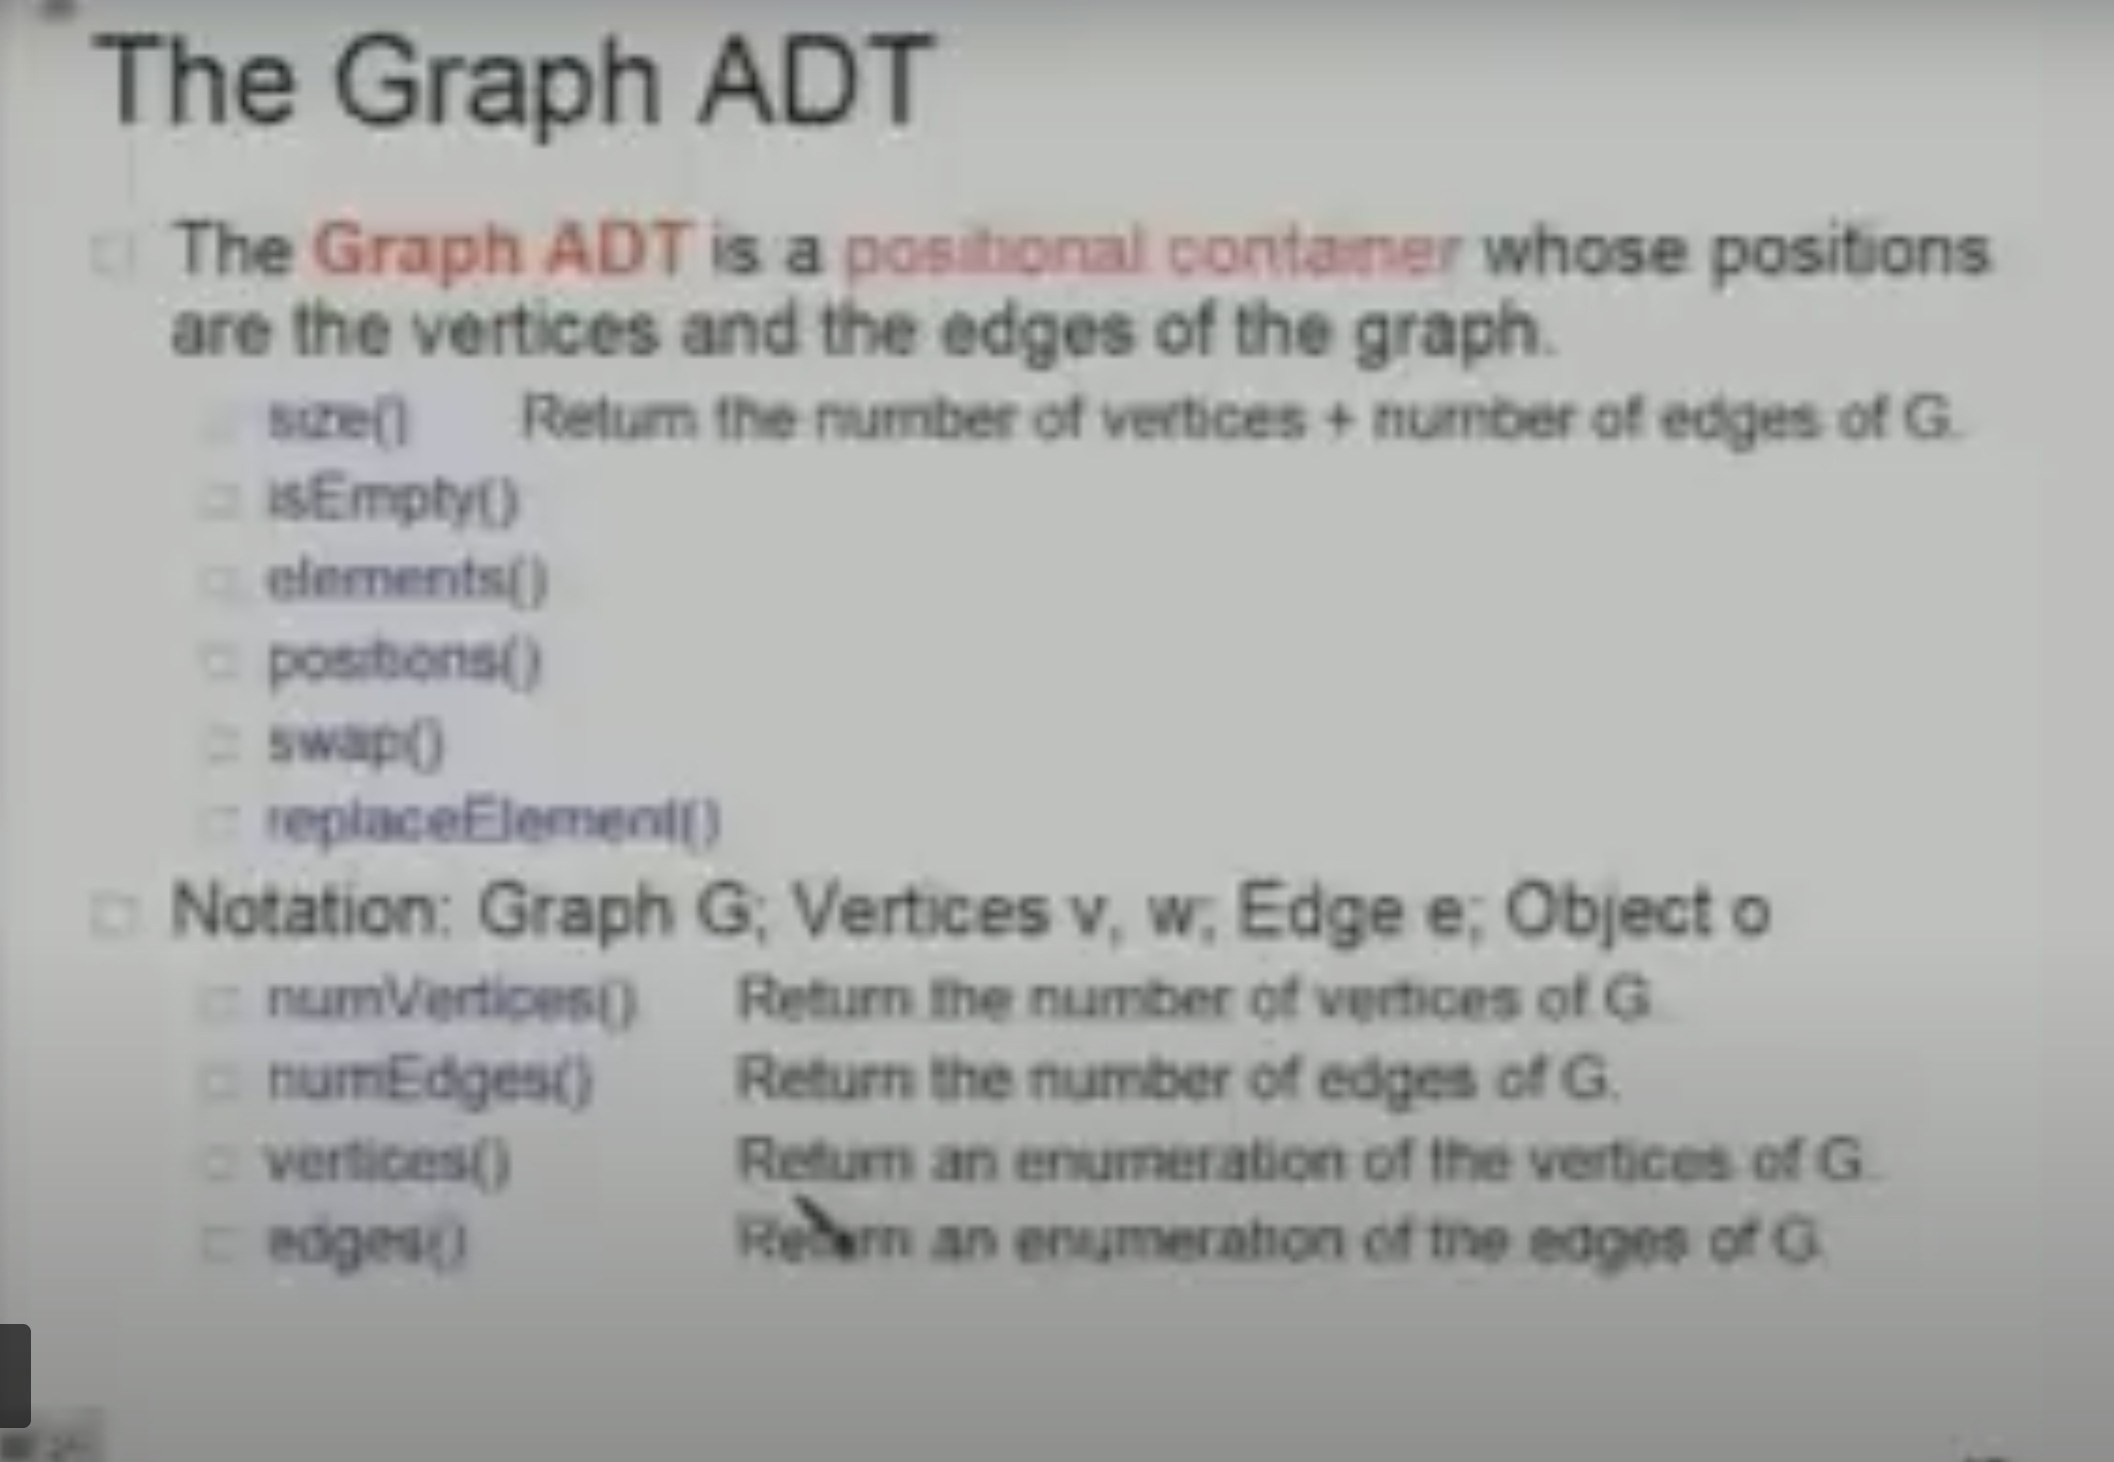 The Graph ADT
The Graph ADT is a positional container whose positions
are the vertices and the edges of the graph.
size() Return the number of vertices + number of edges of G.
isEmpty()
elements()
positions()
swap()
replaceElement()
Notation: Graph G; Vertices v, w; Edge e; Object o
numVertices() Return the number of vertices of G.
numEdges() Return the number of edges of G.
vertices() Return an enumeration of the vertices of G.
edges() Return an enumeration of the edges of G.